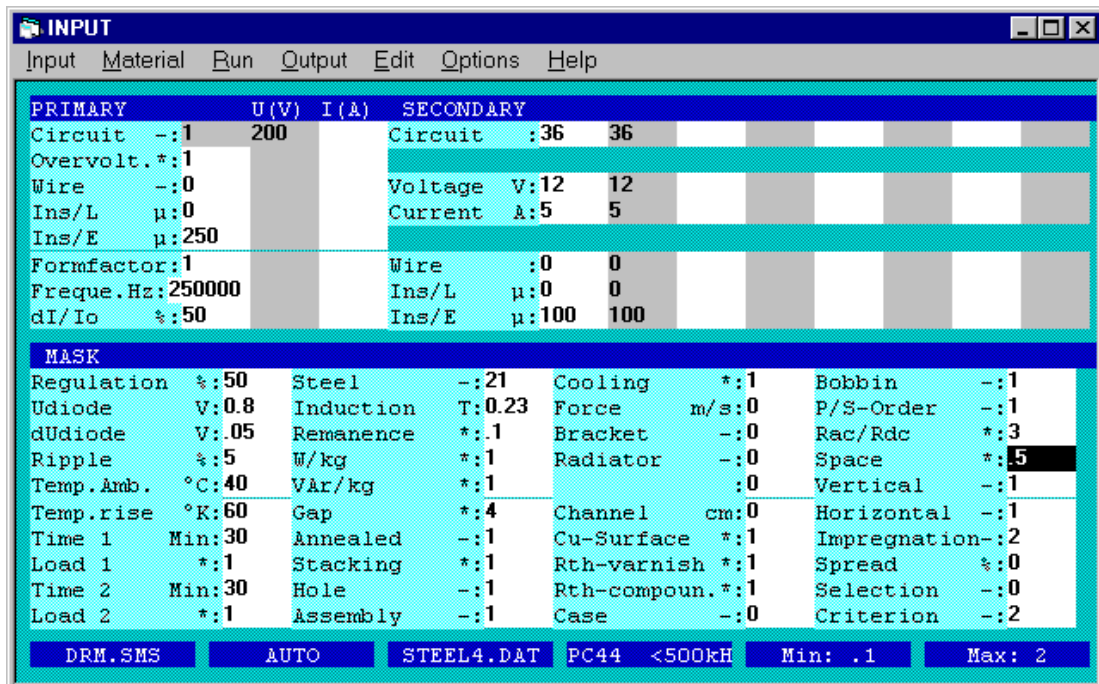 INPUT
Input Material Run Output Edit Options Help
PRIMARY U(V) I(A) SECONDARY
Circuit -:1 200 Circuit :36 36
Overvolt.*:1
Wire -:0 Voltage V:12 12
Ins/L µ:0 Current A:5 5
Ins/E µ:250
Formfactor:1 Wire :0 0
Freque.Hz:250000 Ins/L µ:0 0
dI/Io %:50 Ins/E µ:100 100
MASK
Regulation %:50 Steel -:21 Cooling *:1 Bobbin -:1
Udiode V:0.8 Induction T:0.23 Force m/s:0 P/S-Order -:1
dUdiode V:.05 Remanence *:.1 Bracket -:0 Rac/Rdc *:3
Ripple %:5 W/kg *:1 Radiator -:0 Space *:.5
Temp.Amb. °C:40 VAr/kg *:1 :0 Vertical -:1
Temp.rise °K:60 Gap *:4 Channel cm:0 Horizontal -:1
Time 1 Min:30 Annealed -:1 Cu-Surface *:1 Impregnation-:2
Load 1 *:1 Stacking *:1 Rth-varnish *:1 Spread %:0
Time 2 Min:30 Hole -:1 Rth-compoun.*:1 Selection -:0
Load 2 *:1 Assembly -:1 Case -:0 Criterion -:2
DRM.SMS AUTO STEEL4.DAT PC44 <500kH Min: .1 Max: 2